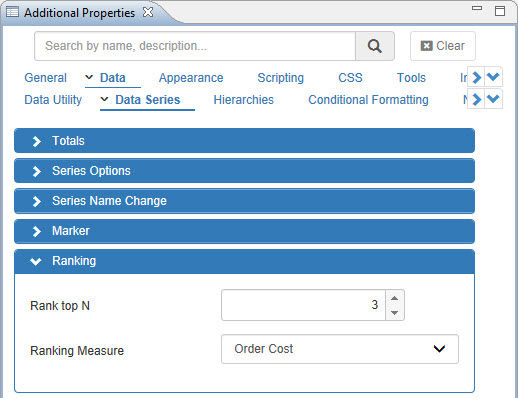 Additional Properties
Search by name, description...
Clear
General Data Appearance Scripting CSS Tools
Data Utility Data Series Hierarchies Conditional Formatting
Totals
Series Options
Series Name Change
Marker
Ranking
Rank top N 3
Ranking Measure Order Cost